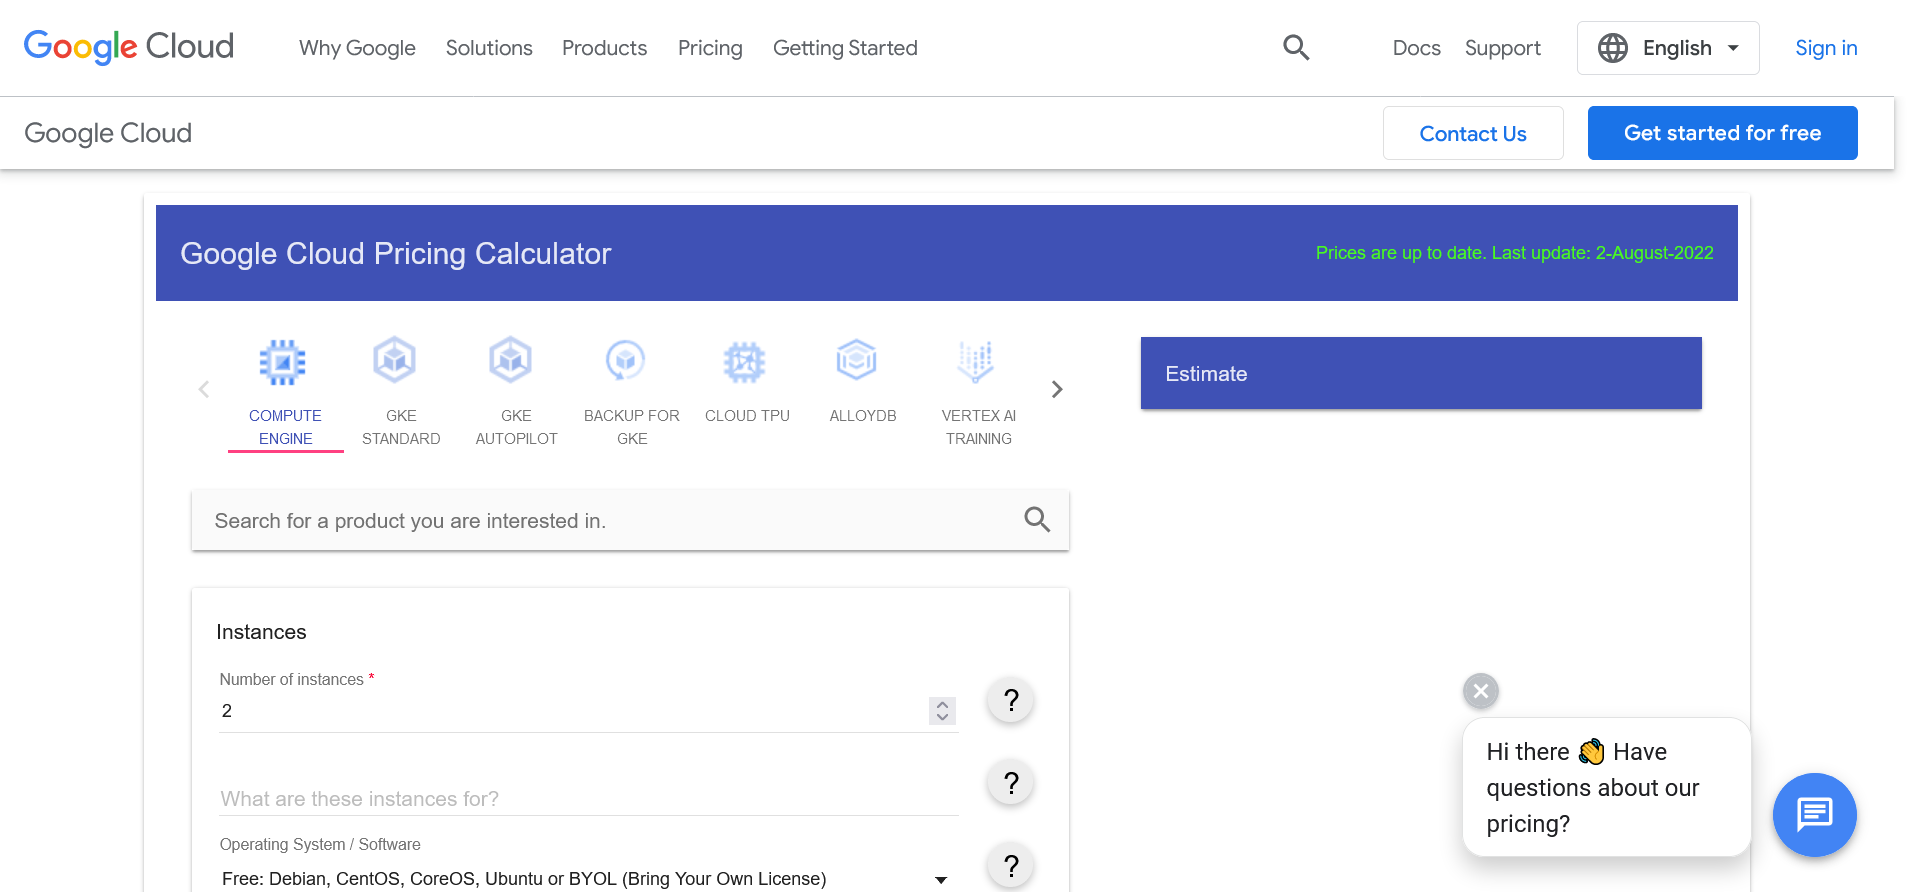 Google Cloud
Why Google Solutions Products Pricing Getting Started
Docs Support English Sign in
Google Cloud
Contact Us
Get started for free
Google Cloud Pricing Calculator
Prices are up to date. Last update: 2-August-2022
COMPUTE
ENGINE
GKE
STANDARD
GKE
AUTOPILOT
BACKUP FOR
GKE
CLOUD TPU
ALLOYDB
VERTEX AI
TRAINING
Estimate
Search for a product you are interested in.
Instances
Number of instances *
2
?
What are these instances for?
?
Operating System / Software
Free: Debian, CentOS, CoreOS, Ubuntu or BYOL (Bring Your Own License)
?
Hi there 👋 Have
questions about our
pricing?